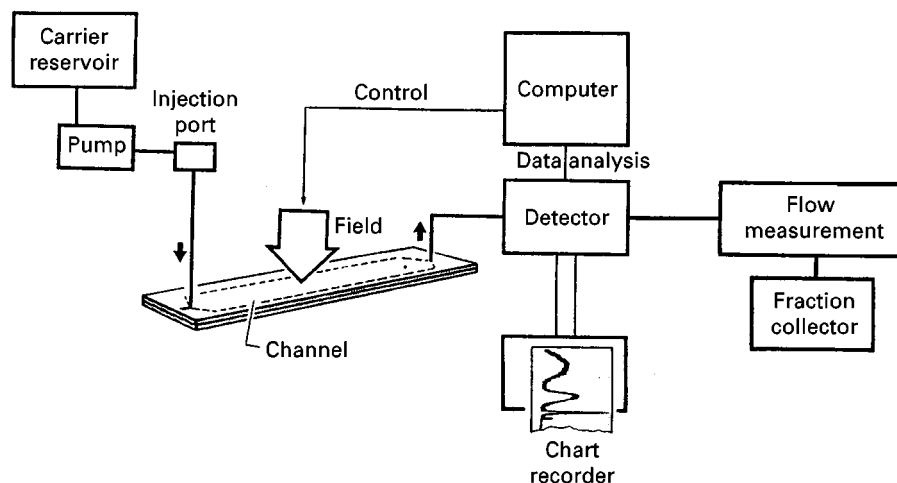 Carrier
reservoir
Injection
port
Pump
Control
Computer
Data analysis
Field
Detector
Flow
measurement
Channel
Fraction
collector
Chart
recorder